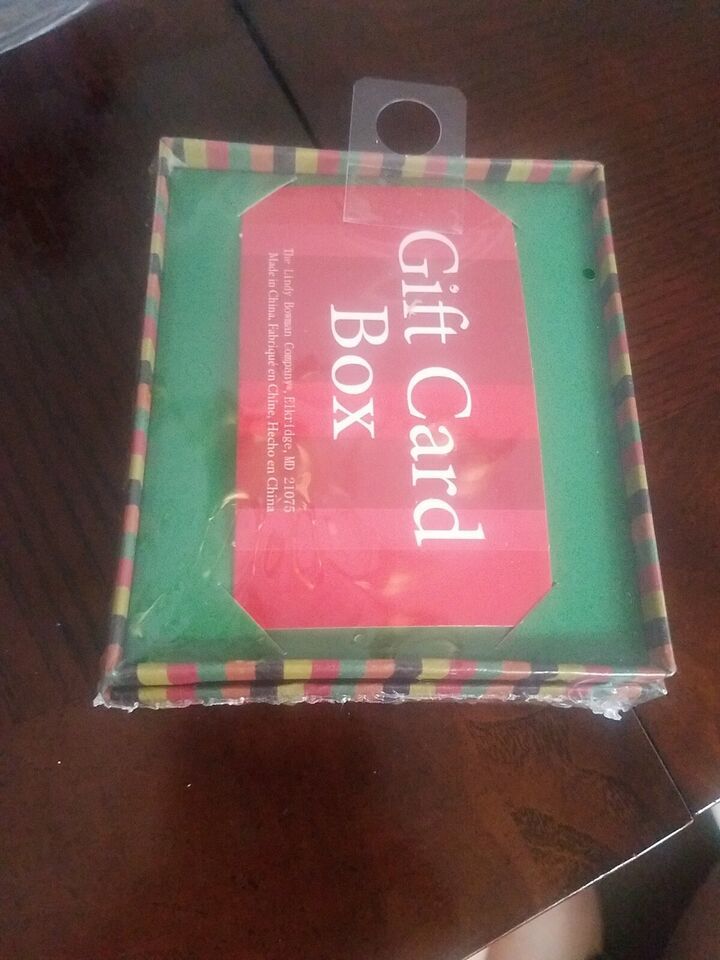 Gift Card
Box
The Lindy Bowman Company®, Elkridge, MD 21075
Made in China, Fabriqué en Chine, Hecho en China